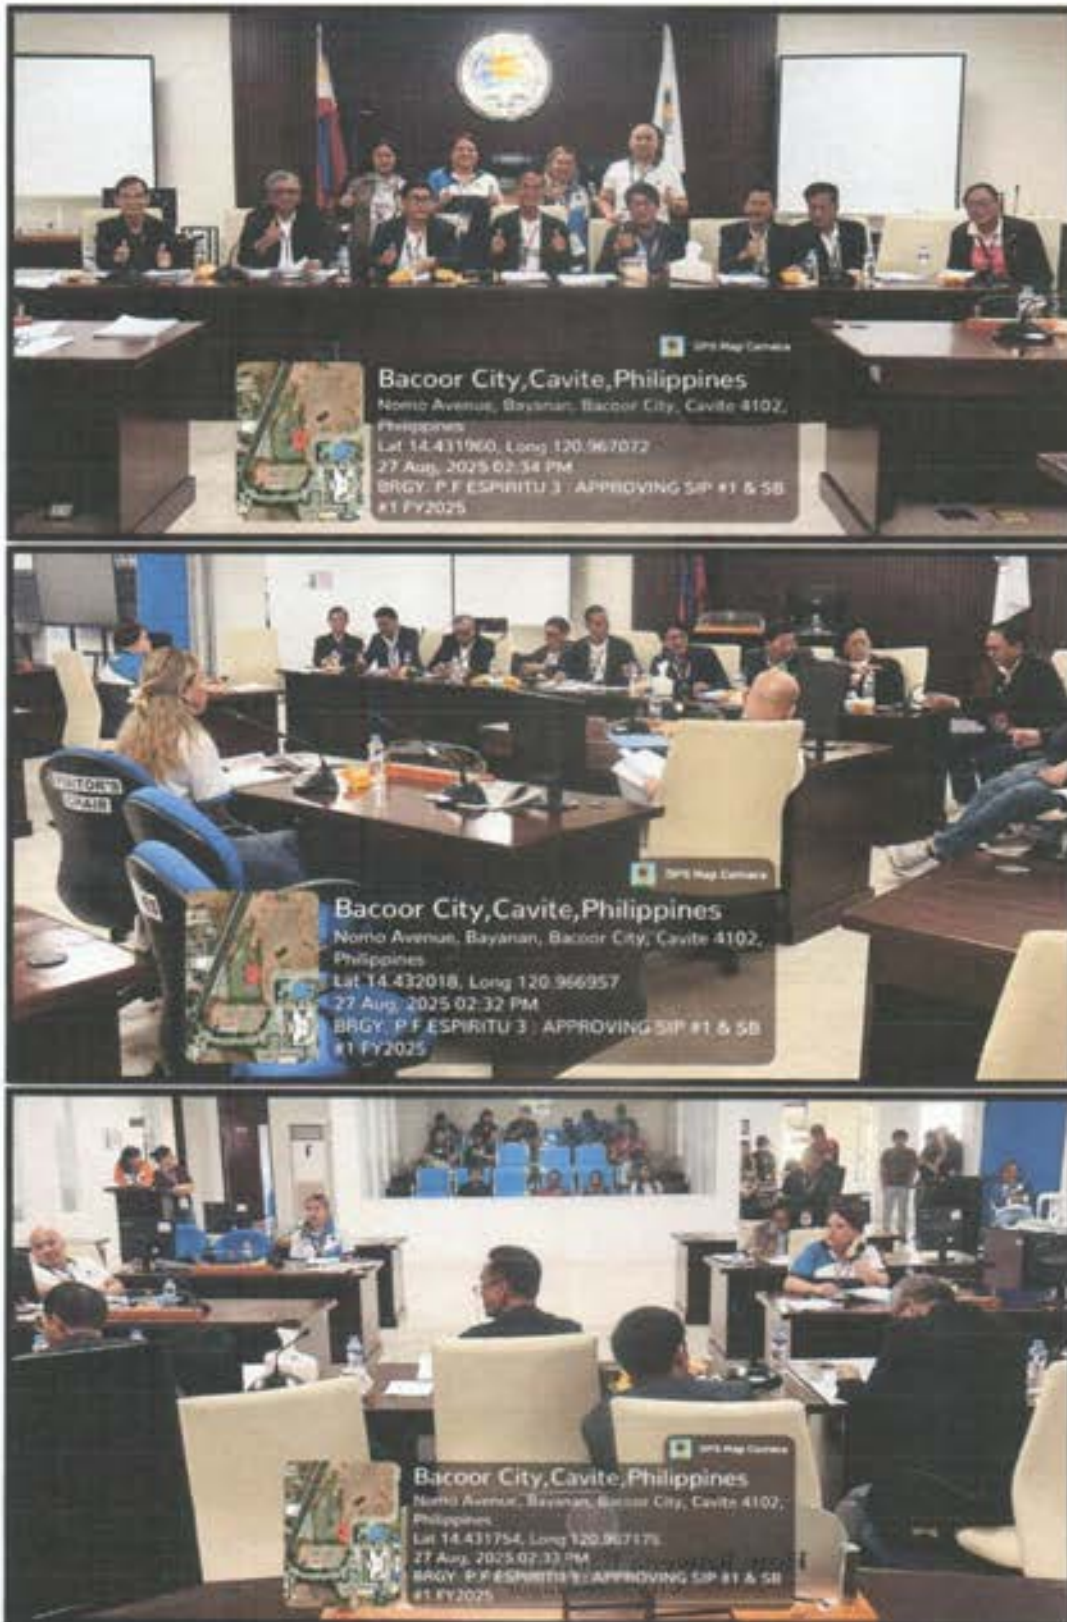 GPS Map Camera
Bacoor City,Cavite,Philippines
Nomo Avenue, Bayanan, Bacoor City, Cavite 4102,
Philippines
Lat 14.431960, Long 120.967072
27 Aug, 2025 02:34 PM
BRGY. P.F ESPIRITU 3 : APPROVING SIP #1 & SB
#1 FY2025
VISITOR'S
CHAIR
GPS Map Camera
Bacoor City,Cavite,Philippines
Nomo Avenue, Bayanan, Bacoor City, Cavite 4102,
Philippines
Lat 14.432018, Long 120.966957
27 Aug, 2025 02:32 PM
BRGY. P.F ESPIRITU 3 : APPROVING SIP #1 & SB
#1 FY2025
GPS Map Camera
Bacoor City,Cavite,Philippines
Nomo Avenue, Bayanan, Bacoor City, Cavite 4102,
Philippines
Lat 14.431754, Long 120.967175
27 Aug, 2025 02:33 PM
BRGY. P.F ESPIRITU 3 : APPROVING SIP #1 & SB
#1 FY2025